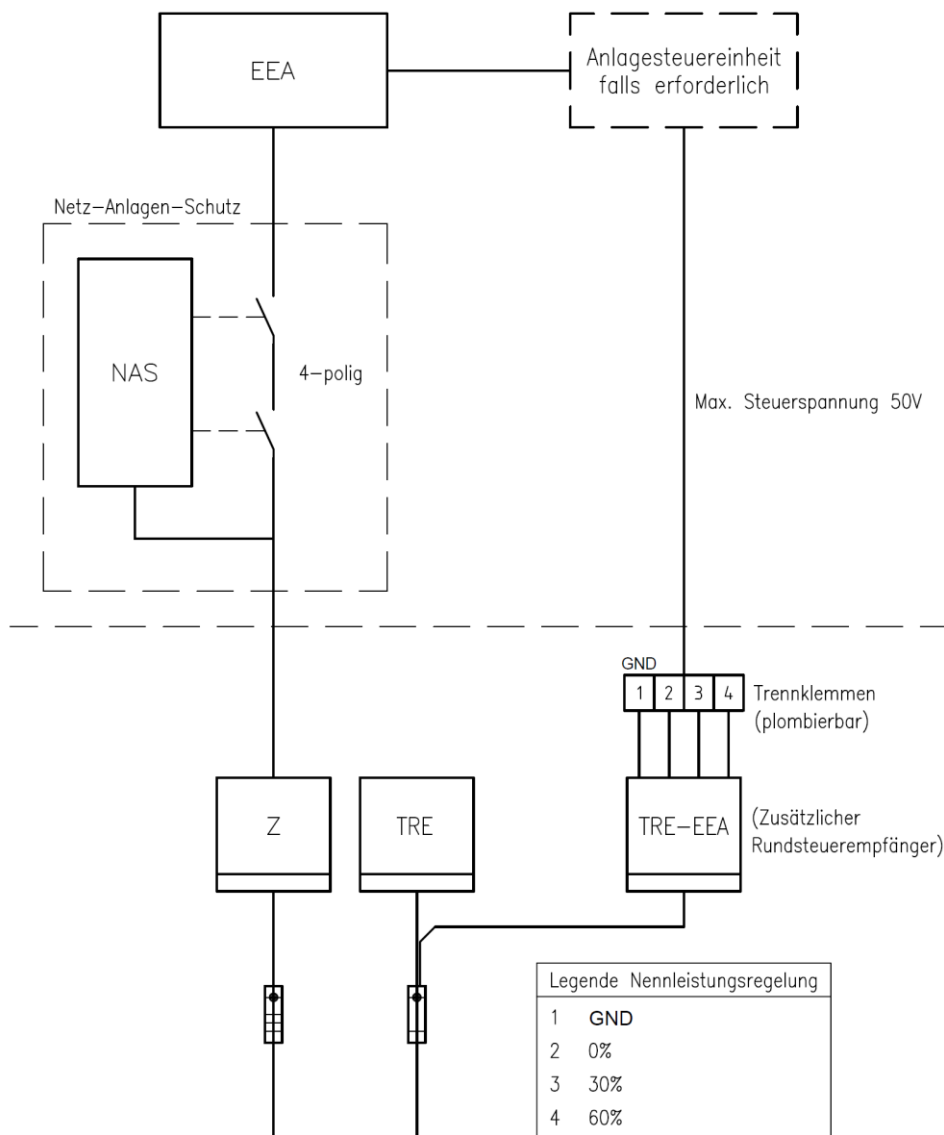 EEA
Anlagesteuereinheit
falls erforderlich
Netz-Anlagen-Schutz
NAS
4-polig
Max. Steuerspannung 50V
GND
1 2 3 4
Trennklemmen
(plombierbar)
Z
TRE
TRE-EEA
(Zusätzlicher
Rundsteuerempfänger)
Legende Nennleistungsregelung
1 GND
2 0%
3 30%
4 60%